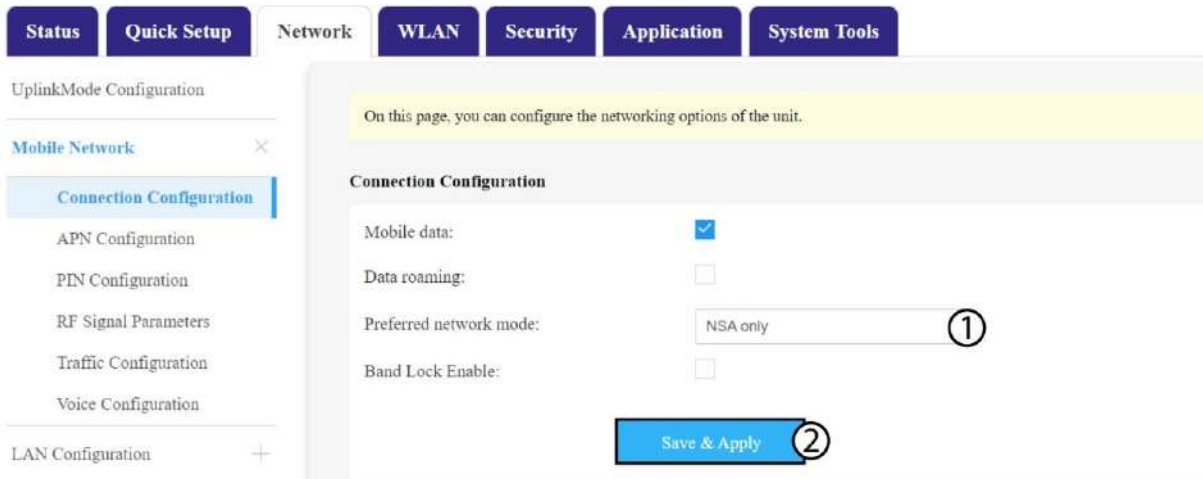 Status Quick Setup Network WLAN Security Application System Tools
UplinkMode Configuration
On this page, you can configure the networking options of the unit.
Mobile Network
Connection Configuration
APN Configuration
PIN Configuration
RF Signal Parameters
Traffic Configuration
Voice Configuration
LAN Configuration
Connection Configuration
Mobile data:
Data roaming:
Preferred network mode: NSA only ①
Band Lock Enable:
Save & Apply ②